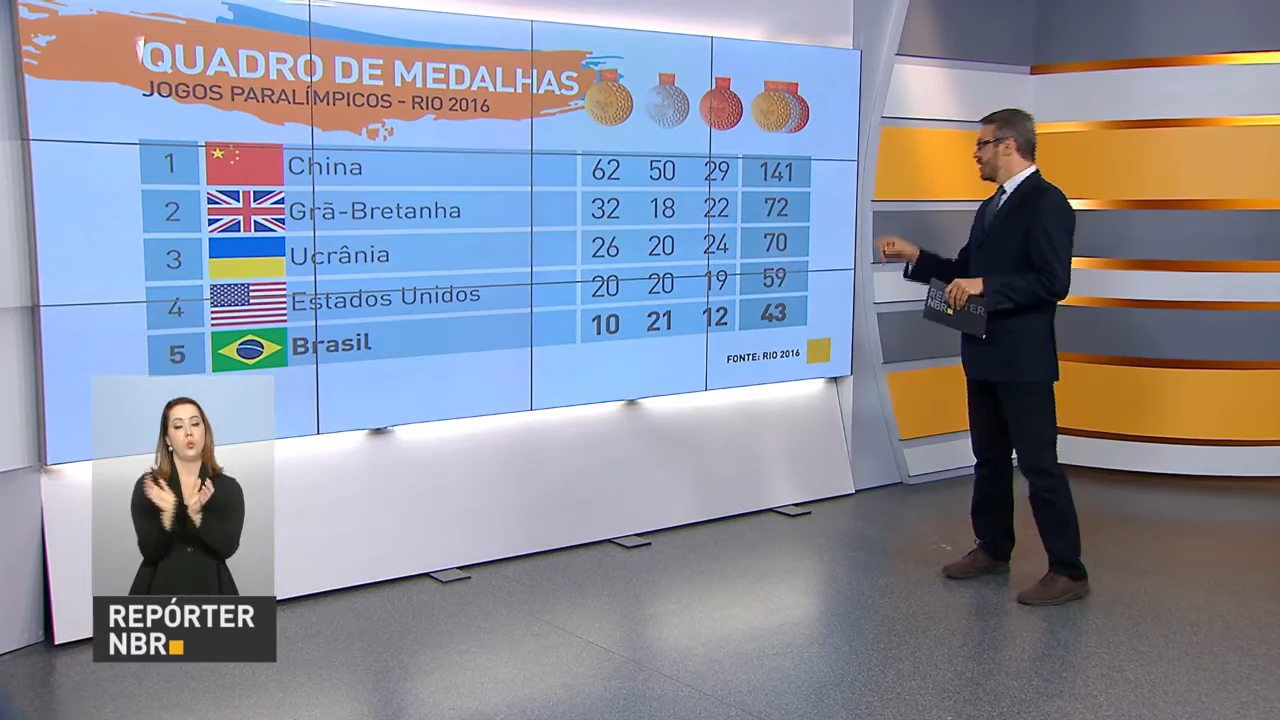 QUADRO DE MEDALHAS
JOGOS PARALÍMPICOS - RIO 2016
1 China 62 50 29 141
2 Grã-Bretanha 32 18 22 72
3 Ucrânia 26 20 24 70
4 Estados Unidos 20 20 19 59
5 Brasil 10 21 12 43
FONTE: RIO 2016
REPÓRTER
NBR
REPÓRTER
NBR